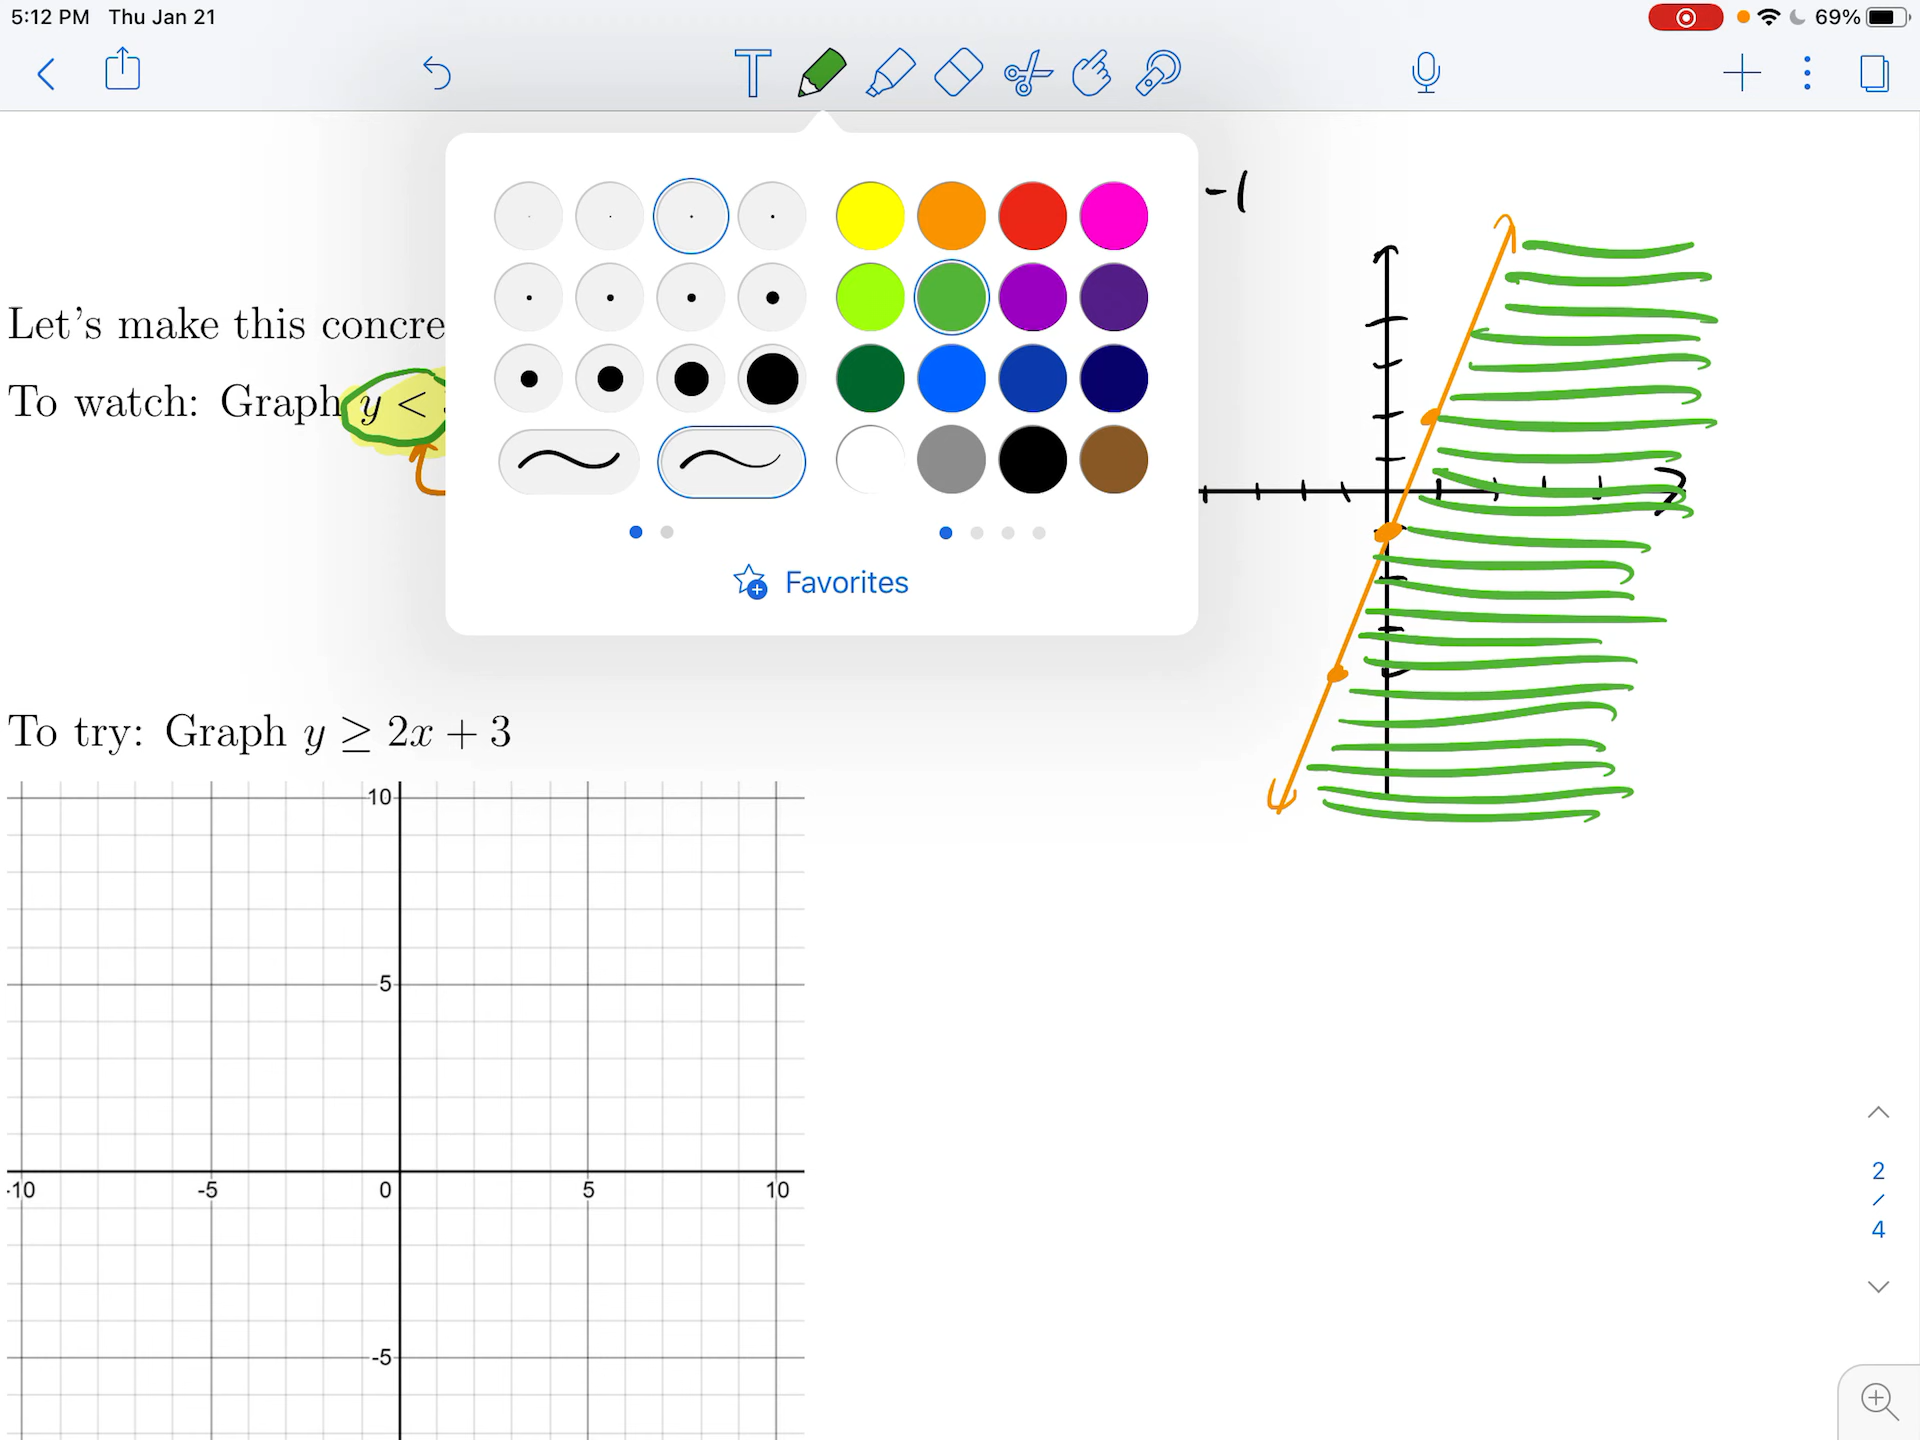 5:12 PM Thu Jan 21 69%
T
-1
Let's make this concre
To watch: Graph y <
Favorites
To try: Graph y ≥ 2x + 3
10
5
-10 -5 0 5 10
-5
2
/
4